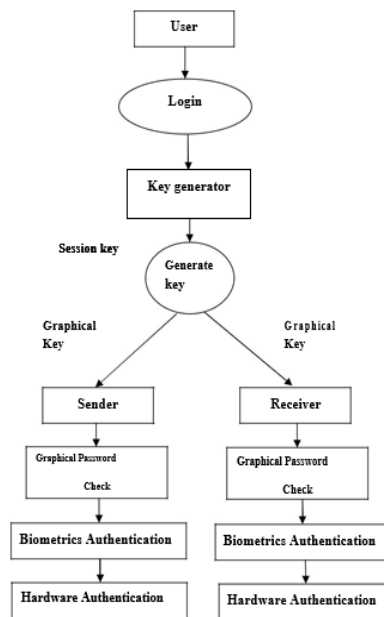 User
Login
Key generator
Session key
Generate
key
Graphical
Key
Graphical
Key
Sender
Receiver
Graphical Password
Check
Graphical Password
Check
Biometrics Authentication
Biometrics Authentication
Hardware Authentication
Hardware Authentication